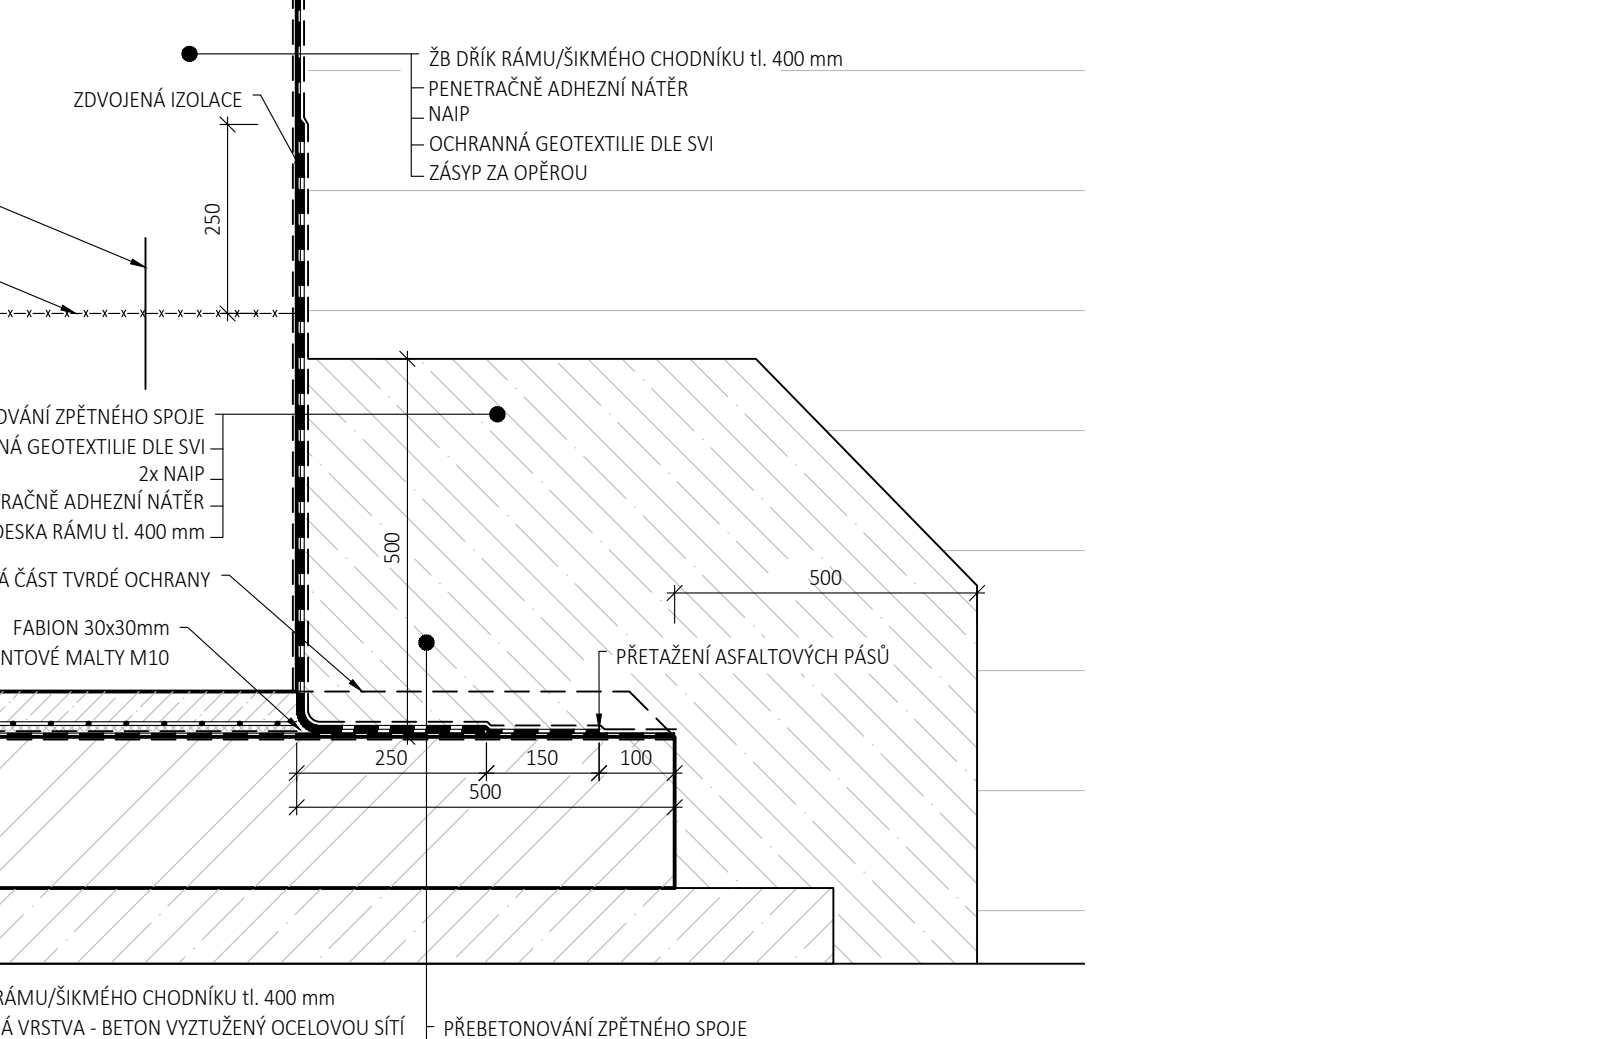 ŽB DŘÍK RÁMU/ŠIKMÉHO CHODNÍKU tl. 400 mm
PENETRAČNĚ ADHEZNÍ NÁTĚR
NAIP
OCHRANNÁ GEOTEXTILIE DLE SVI
ZÁSYP ZA OPĚROU
ZDVOJENÁ IZOLACE
250
OVÁNÍ ZPĚTNÉHO SPOJE
NÁ GEOTEXTILIE DLE SVI
2x NAIP
RAČNĚ ADHEZNÍ NÁTĚR
DESKA RÁMU tl. 400 mm
500
Á ČÁST TVRDÉ OCHRANY
500
FABION 30x30mm
NTOVÉ MALTY M10
PŘETAŽENÍ ASFALTOVÝCH PÁSŮ
250
150
100
500
RÁMU/ŠIKMÉHO CHODNÍKU tl. 400 mm
Á VRSTVA - BETON VYZTUŽENÝ OCELOVOU SÍTÍ
PŘEBETONOVÁNÍ ZPĚTNÉHO SPOJE